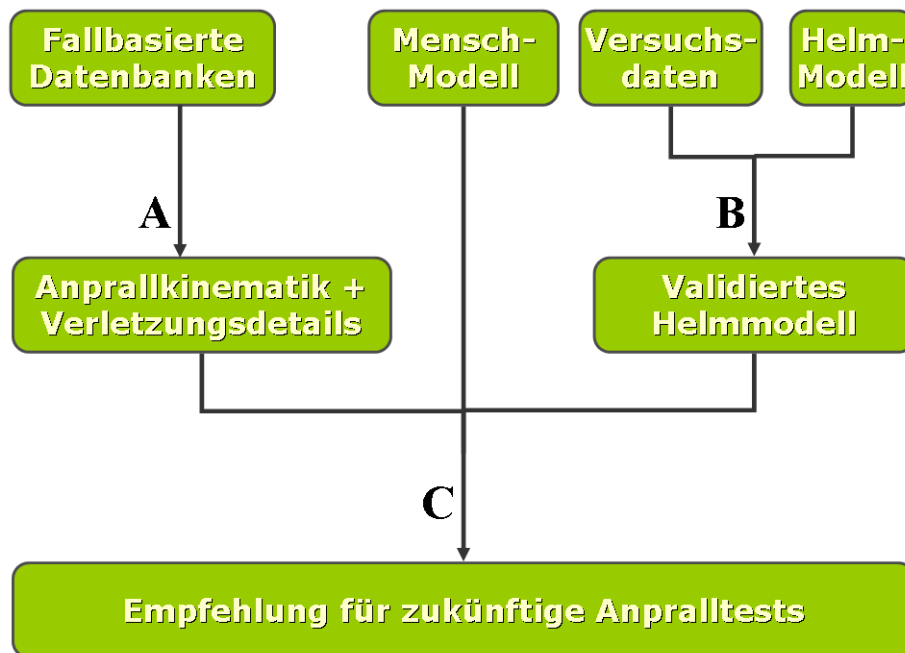 Fallbasierte
Datenbanken
Mensch-
Modell
Versuchs-
daten
Helm-
Modell
A
B
Anprallkinematik +
Verletzungsdetails
Validiertes
Helmmodell
C
Empfehlung für zukünftige Anpralltests